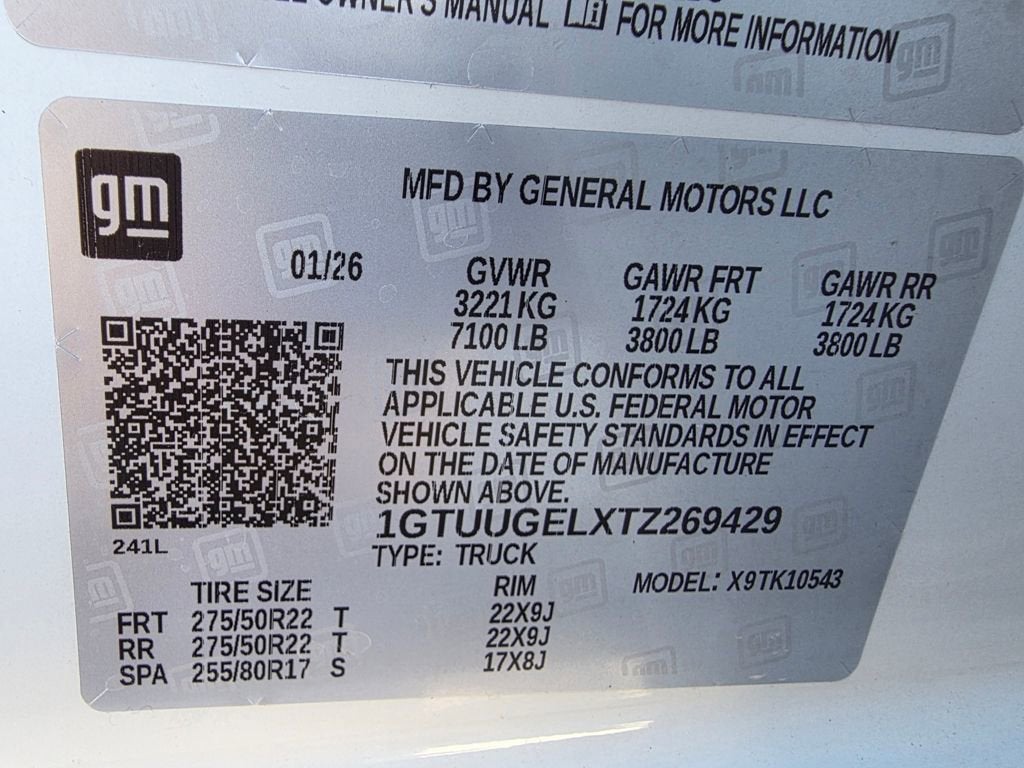 OWNER'S MANUAL i FOR MORE INFORMATION
gm
MFD BY GENERAL MOTORS LLC
01/26
GVWR GAWR FRT GAWR RR
3221 KG 1724 KG 1724 KG
7100 LB 3800 LB 3800 LB
THIS VEHICLE CONFORMS TO ALL
APPLICABLE U.S. FEDERAL MOTOR
VEHICLE SAFETY STANDARDS IN EFFECT
ON THE DATE OF MANUFACTURE
SHOWN ABOVE.
1GTUUGELXTZ269429
241L
TYPE: TRUCK
TIRE SIZE RIM MODEL: X9TK10543
FRT 275/50R22 T 22X9J
RR 275/50R22 T 22X9J
SPA 255/80R17 S 17X8J